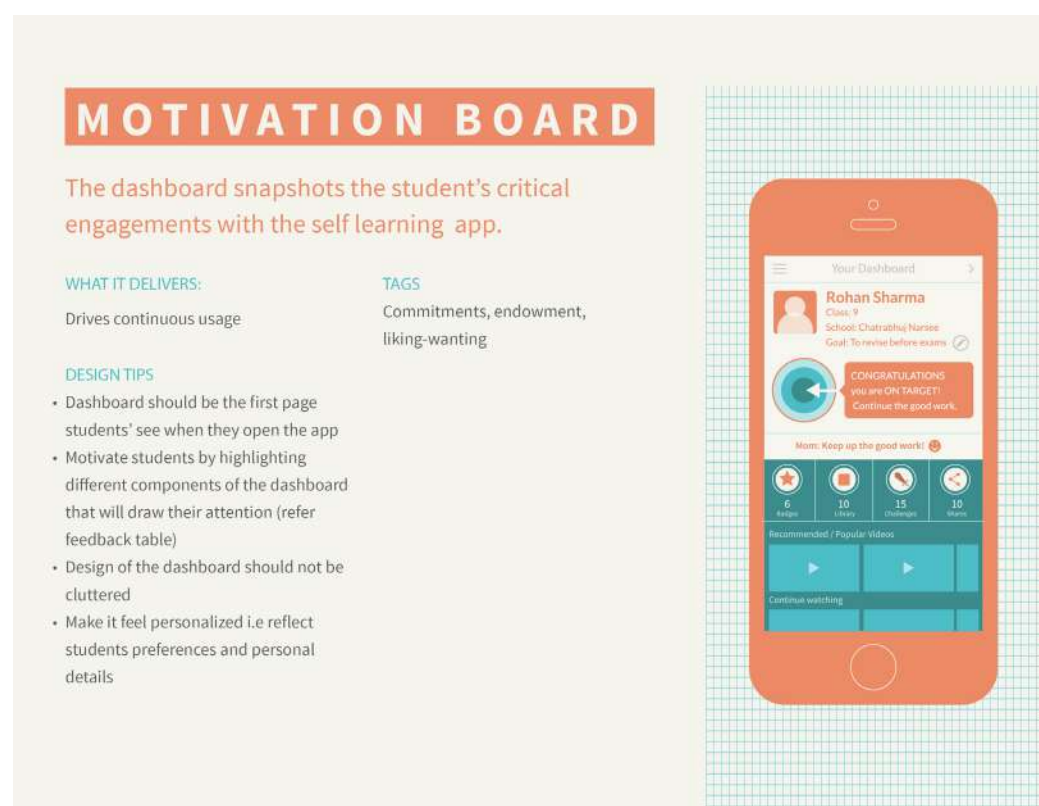 MOTIVATION BOARD
The dashboard snapshots the student's critical
engagements with the self learning app.
WHAT IT DELIVERS:
Drives continuous usage
TAGS
Commitments, endowment,
liking-wanting
DESIGN TIPS
• Dashboard should be the first page
students' see when they open the app
• Motivate students by highlighting
different components of the dashboard
that will draw their attention (refer
feedback table)
• Design of the dashboard should not be
cluttered
• Make it feel personalized i.e reflect
students preferences and personal
details
Your Dashboard
Rohan Sharma
Class: 9
School: Chatrabhuj Narsee
Goal: To revise before exams
CONGRATULATIONS
you are ON TARGET!
Continue the good work.
Mom: Keep up the good work!
6 10 15 10
Badges Library Challenges Shares
Recommended / Popular Videos
Continue watching